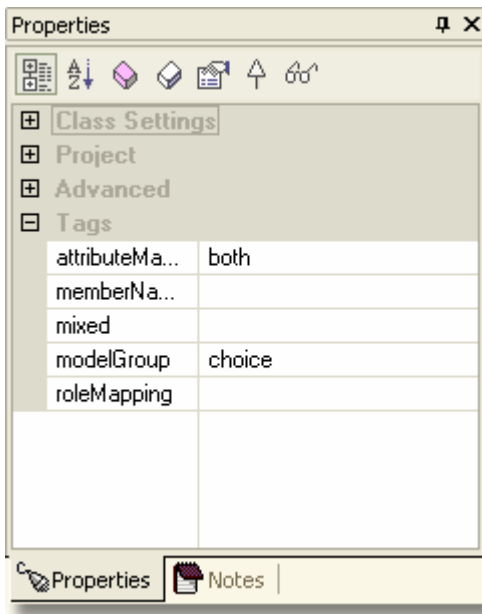 Properties
Class Settings
Project
Advanced
Tags
attributeMa... both
memberNa...
mixed
modelGroup choice
roleMapping
Properties Notes